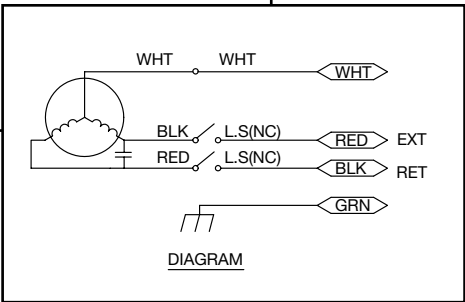 WHT WHT WHT
BLK L.S(NC) RED EXT
RED L.S(NC) BLK RET
GRN
DIAGRAM